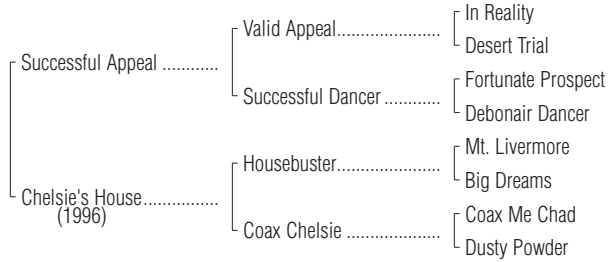 In Reality
Valid Appeal.......................
Desert Trial
Successful Appeal ............
Fortunate Prospect
Successful Dancer ............
Debonair Dancer
Mt. Livermore
Housebuster.......................
Big Dreams
Chelsie's House................
(1996)
Coax Me Chad
Coax Chelsie ....................
Dusty Powder